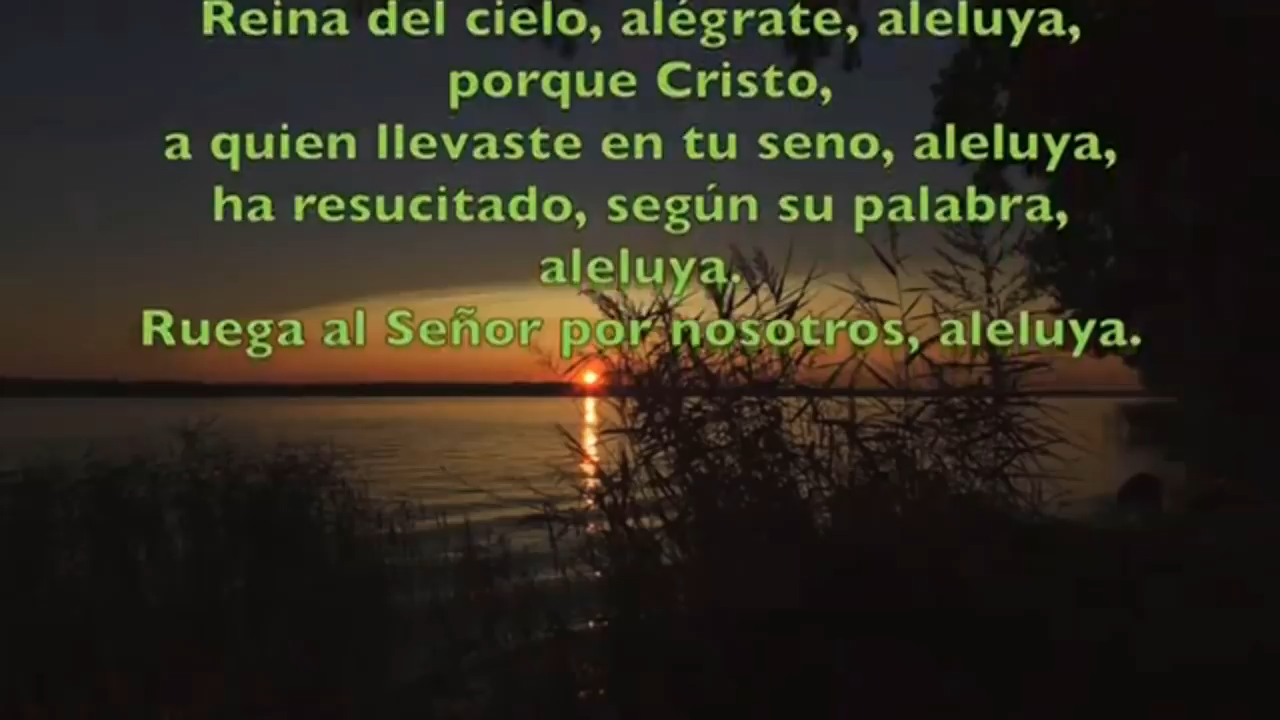 Reina del cielo, alégrate, aleluya,
porque Cristo,
a quien llevaste en tu seno, aleluya,
ha resucitado, según su palabra,
aleluya.
Ruega al Señor por nosotros, aleluya.